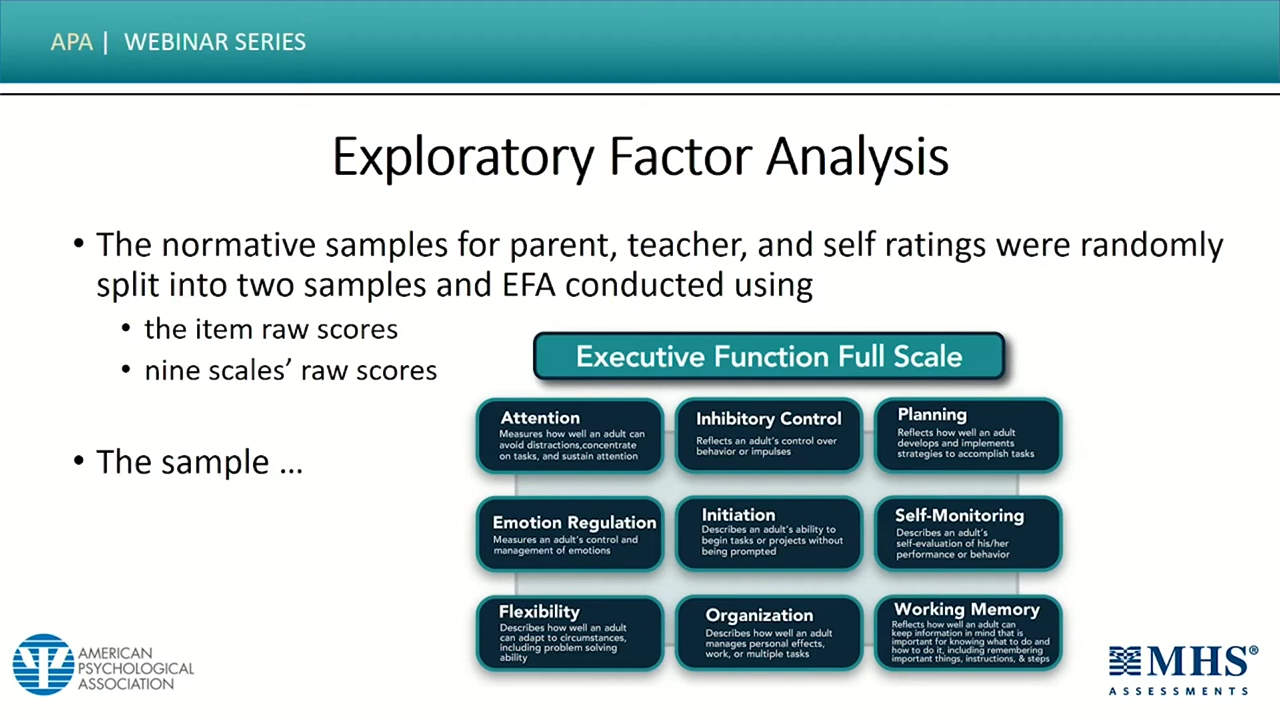 APA | WEBINAR SERIES
Exploratory Factor Analysis
• The normative samples for parent, teacher, and self ratings were randomly
split into two samples and EFA conducted using
• the item raw scores
• nine scales’ raw scores
• The sample …
Executive Function Full Scale
Attention
Measures how well an adult can
avoid distractions,concentrate
on tasks, and sustain attention
Inhibitory Control
Reflects an adult's control over
behavior or impulses
Planning
Reflects how well an adult
develops and implements
strategies to accomplish tasks
Emotion Regulation
Measures an adult's control and
management of emotions
Initiation
Describes an adult's ability to
begin tasks or projects without
being prompted
Self-Monitoring
Describes an adult's
self-evaluation of his/her
performance or behavior
Flexibility
Describes how well an adult
can adapt to circumstances,
including problem solving
ability
Organization
Describes how well an adult
manages personal effects,
work, or multiple tasks
Working Memory
Reflects how well an adult can
keep information in mind that is
important for knowing what to do and
how to do it, including remembering
important things, instructions, & steps
AMERICAN
PSYCHOLOGICAL
ASSOCIATION
MHS®
ASSESSMENTS